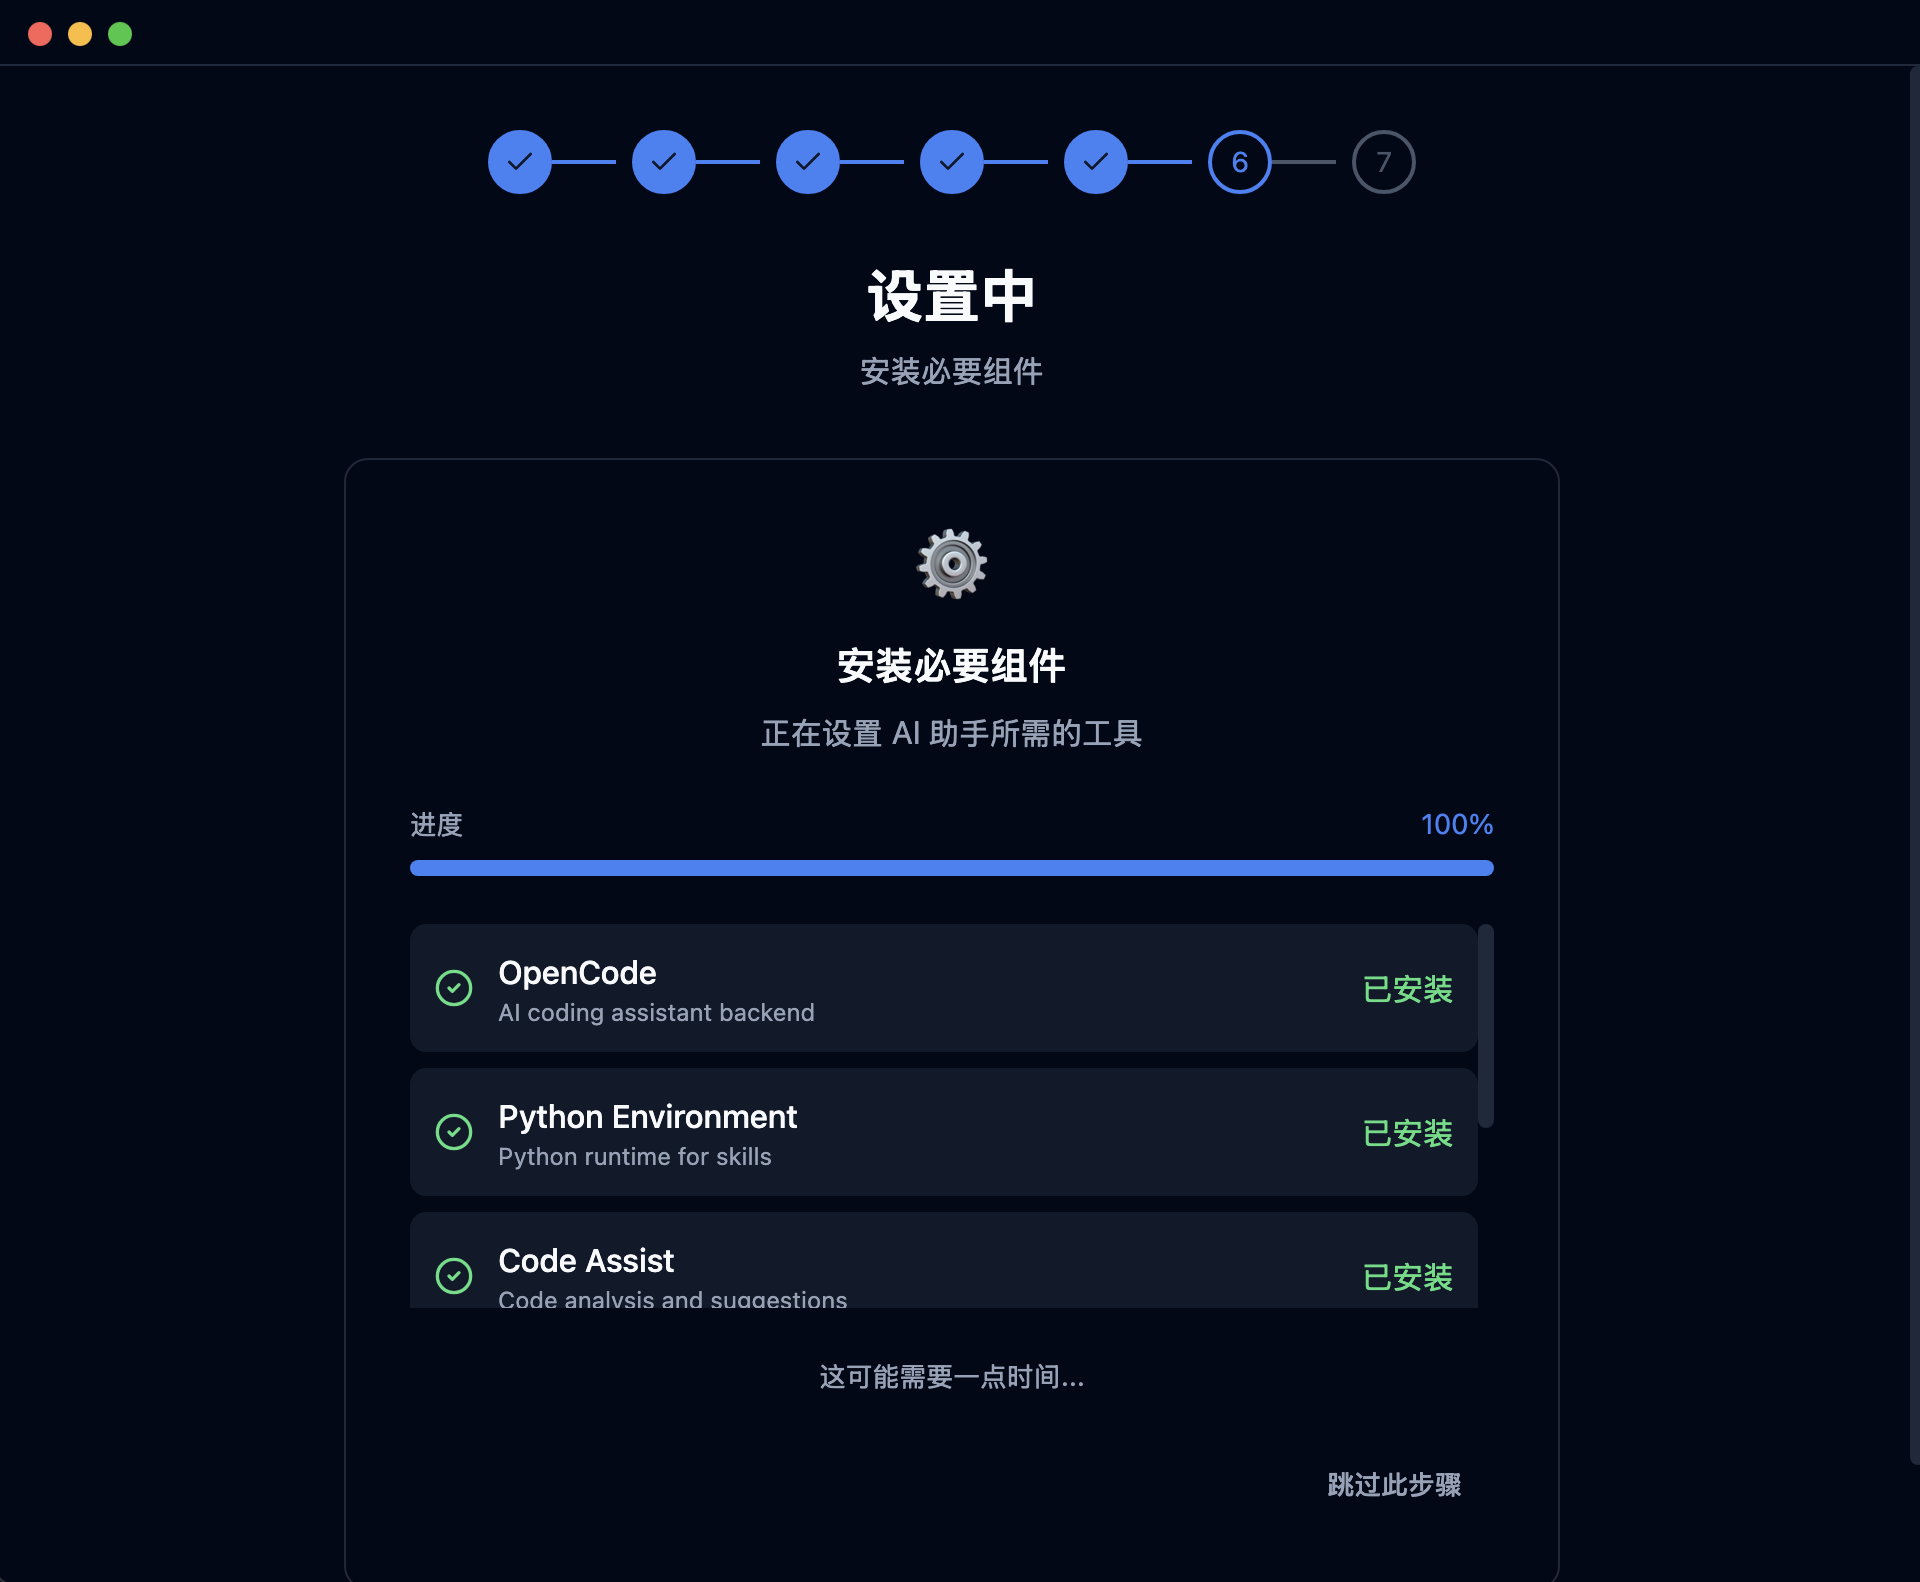 6
7
设置中
安装必要组件
安装必要组件
正在设置 AI 助手所需的工具
进度
100%
OpenCode
AI coding assistant backend
已安装
Python Environment
Python runtime for skills
已安装
Code Assist
Code analysis and suggestions
已安装
这可能需要一点时间...
跳过此步骤